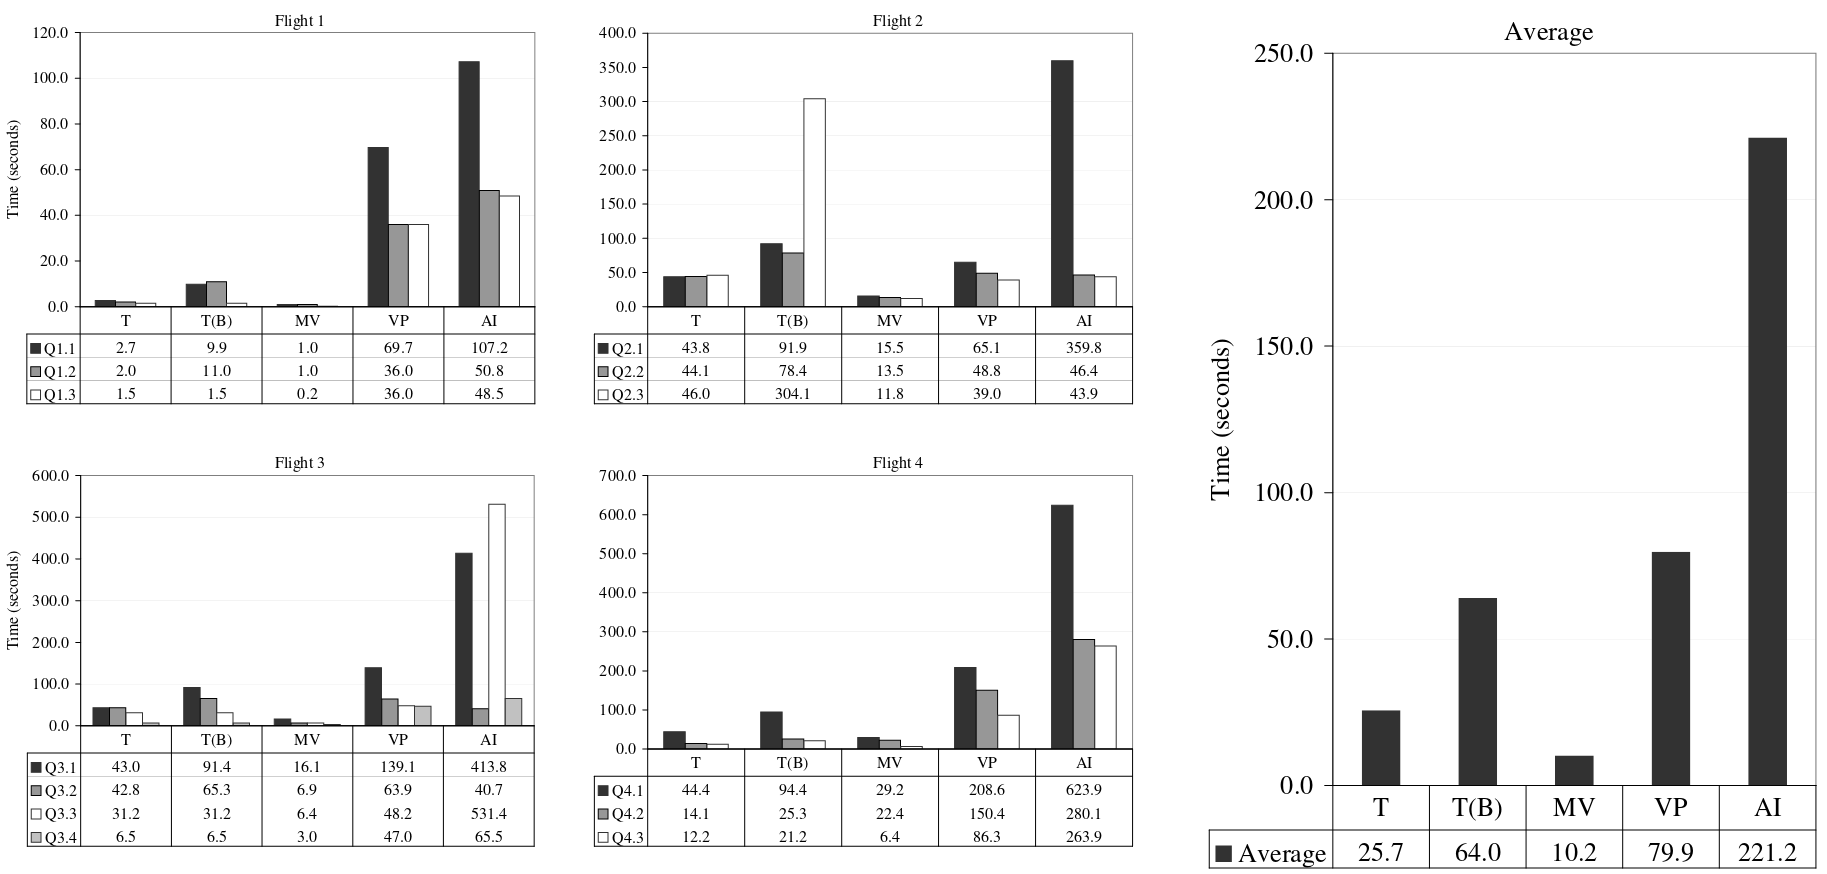 Flight 1
Time (seconds)
120.0
100.0
80.0
60.0
40.0
20.0
0.0
T T(B) MV VP AI
Q1.1 2.7 9.9 1.0 69.7 107.2
Q1.2 2.0 11.0 1.0 36.0 50.8
Q1.3 1.5 1.5 0.2 36.0 48.5
Flight 2
400.0
350.0
300.0
250.0
200.0
150.0
100.0
50.0
0.0
T T(B) MV VP AI
Q2.1 43.8 91.9 15.5 65.1 359.8
Q2.2 44.1 78.4 13.5 48.8 46.4
Q2.3 46.0 304.1 11.8 39.0 43.9
Flight 3
Time (seconds)
600.0
500.0
400.0
300.0
200.0
100.0
0.0
T T(B) MV VP AI
Q3.1 43.0 91.4 16.1 139.1 413.8
Q3.2 42.8 65.3 6.9 63.9 40.7
Q3.3 31.2 31.2 6.4 48.2 531.4
Q3.4 6.5 6.5 3.0 47.0 65.5
Flight 4
700.0
600.0
500.0
400.0
300.0
200.0
100.0
0.0
T T(B) MV VP AI
Q4.1 44.4 94.4 29.2 208.6 623.9
Q4.2 14.1 25.3 22.4 150.4 280.1
Q4.3 12.2 21.2 6.4 86.3 263.9
Average
Time (seconds)
250.0
200.0
150.0
100.0
50.0
0.0
T T(B) MV VP AI
Average 25.7 64.0 10.2 79.9 221.2